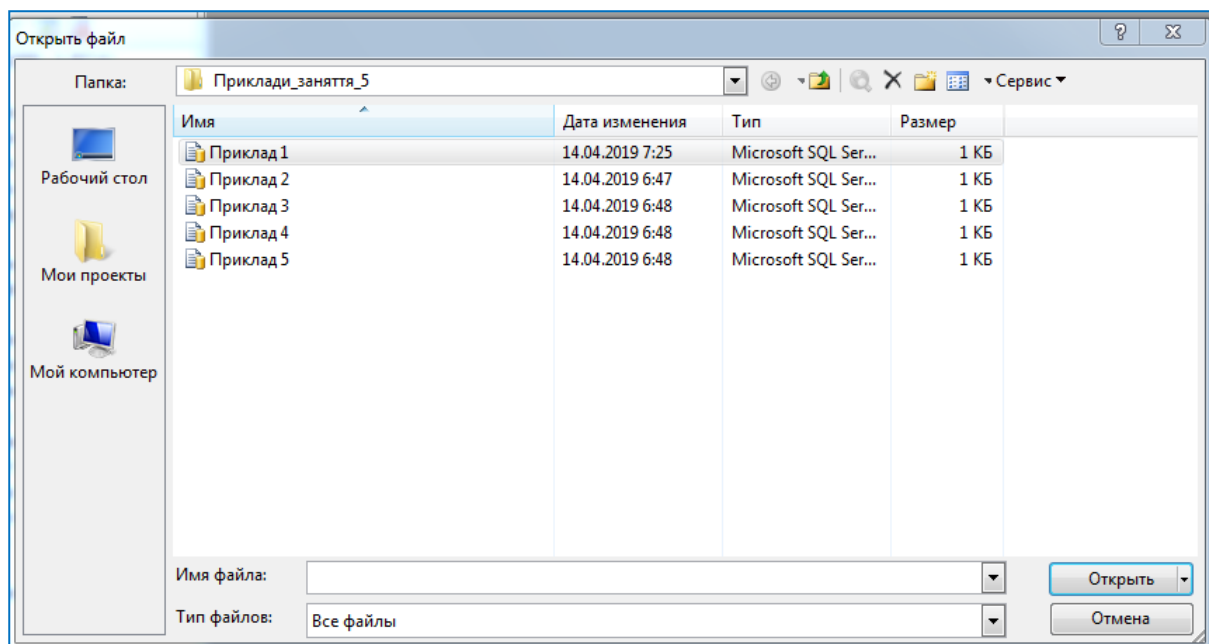 Открыть файл
Папка: Приклади_заняття_5 Сервис
Имя Дата изменения Тип Размер
Приклад 1 14.04.2019 7:25 Microsoft SQL Ser... 1 КБ
Приклад 2 14.04.2019 6:47 Microsoft SQL Ser... 1 КБ
Приклад 3 14.04.2019 6:48 Microsoft SQL Ser... 1 КБ
Приклад 4 14.04.2019 6:48 Microsoft SQL Ser... 1 КБ
Приклад 5 14.04.2019 6:48 Microsoft SQL Ser... 1 КБ
Рабочий стол
Мои проекты
Мой компьютер
Имя файла: Открыть
Тип файлов: Все файлы Отмена